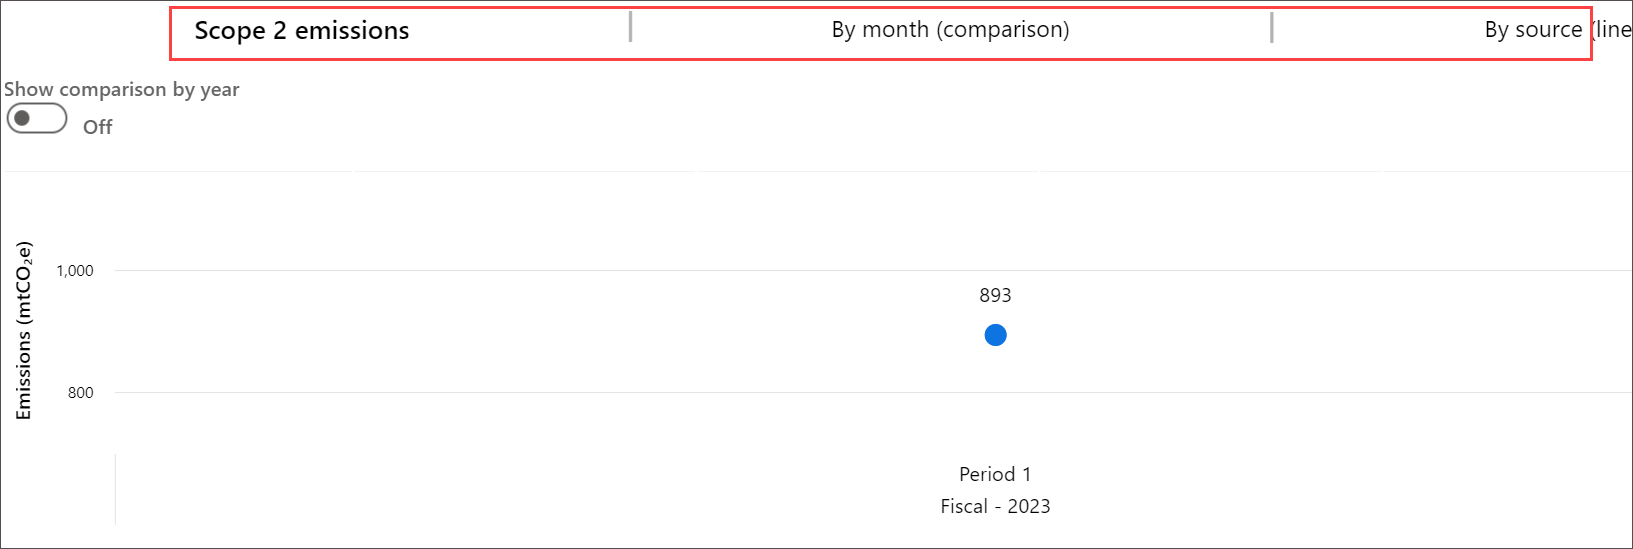 Scope 2 emissions
By month (comparison)
By source (line
Show comparison by year
Off
Emissions (mtCO₂e)
1,000
893
800
Period 1
Fiscal - 2023